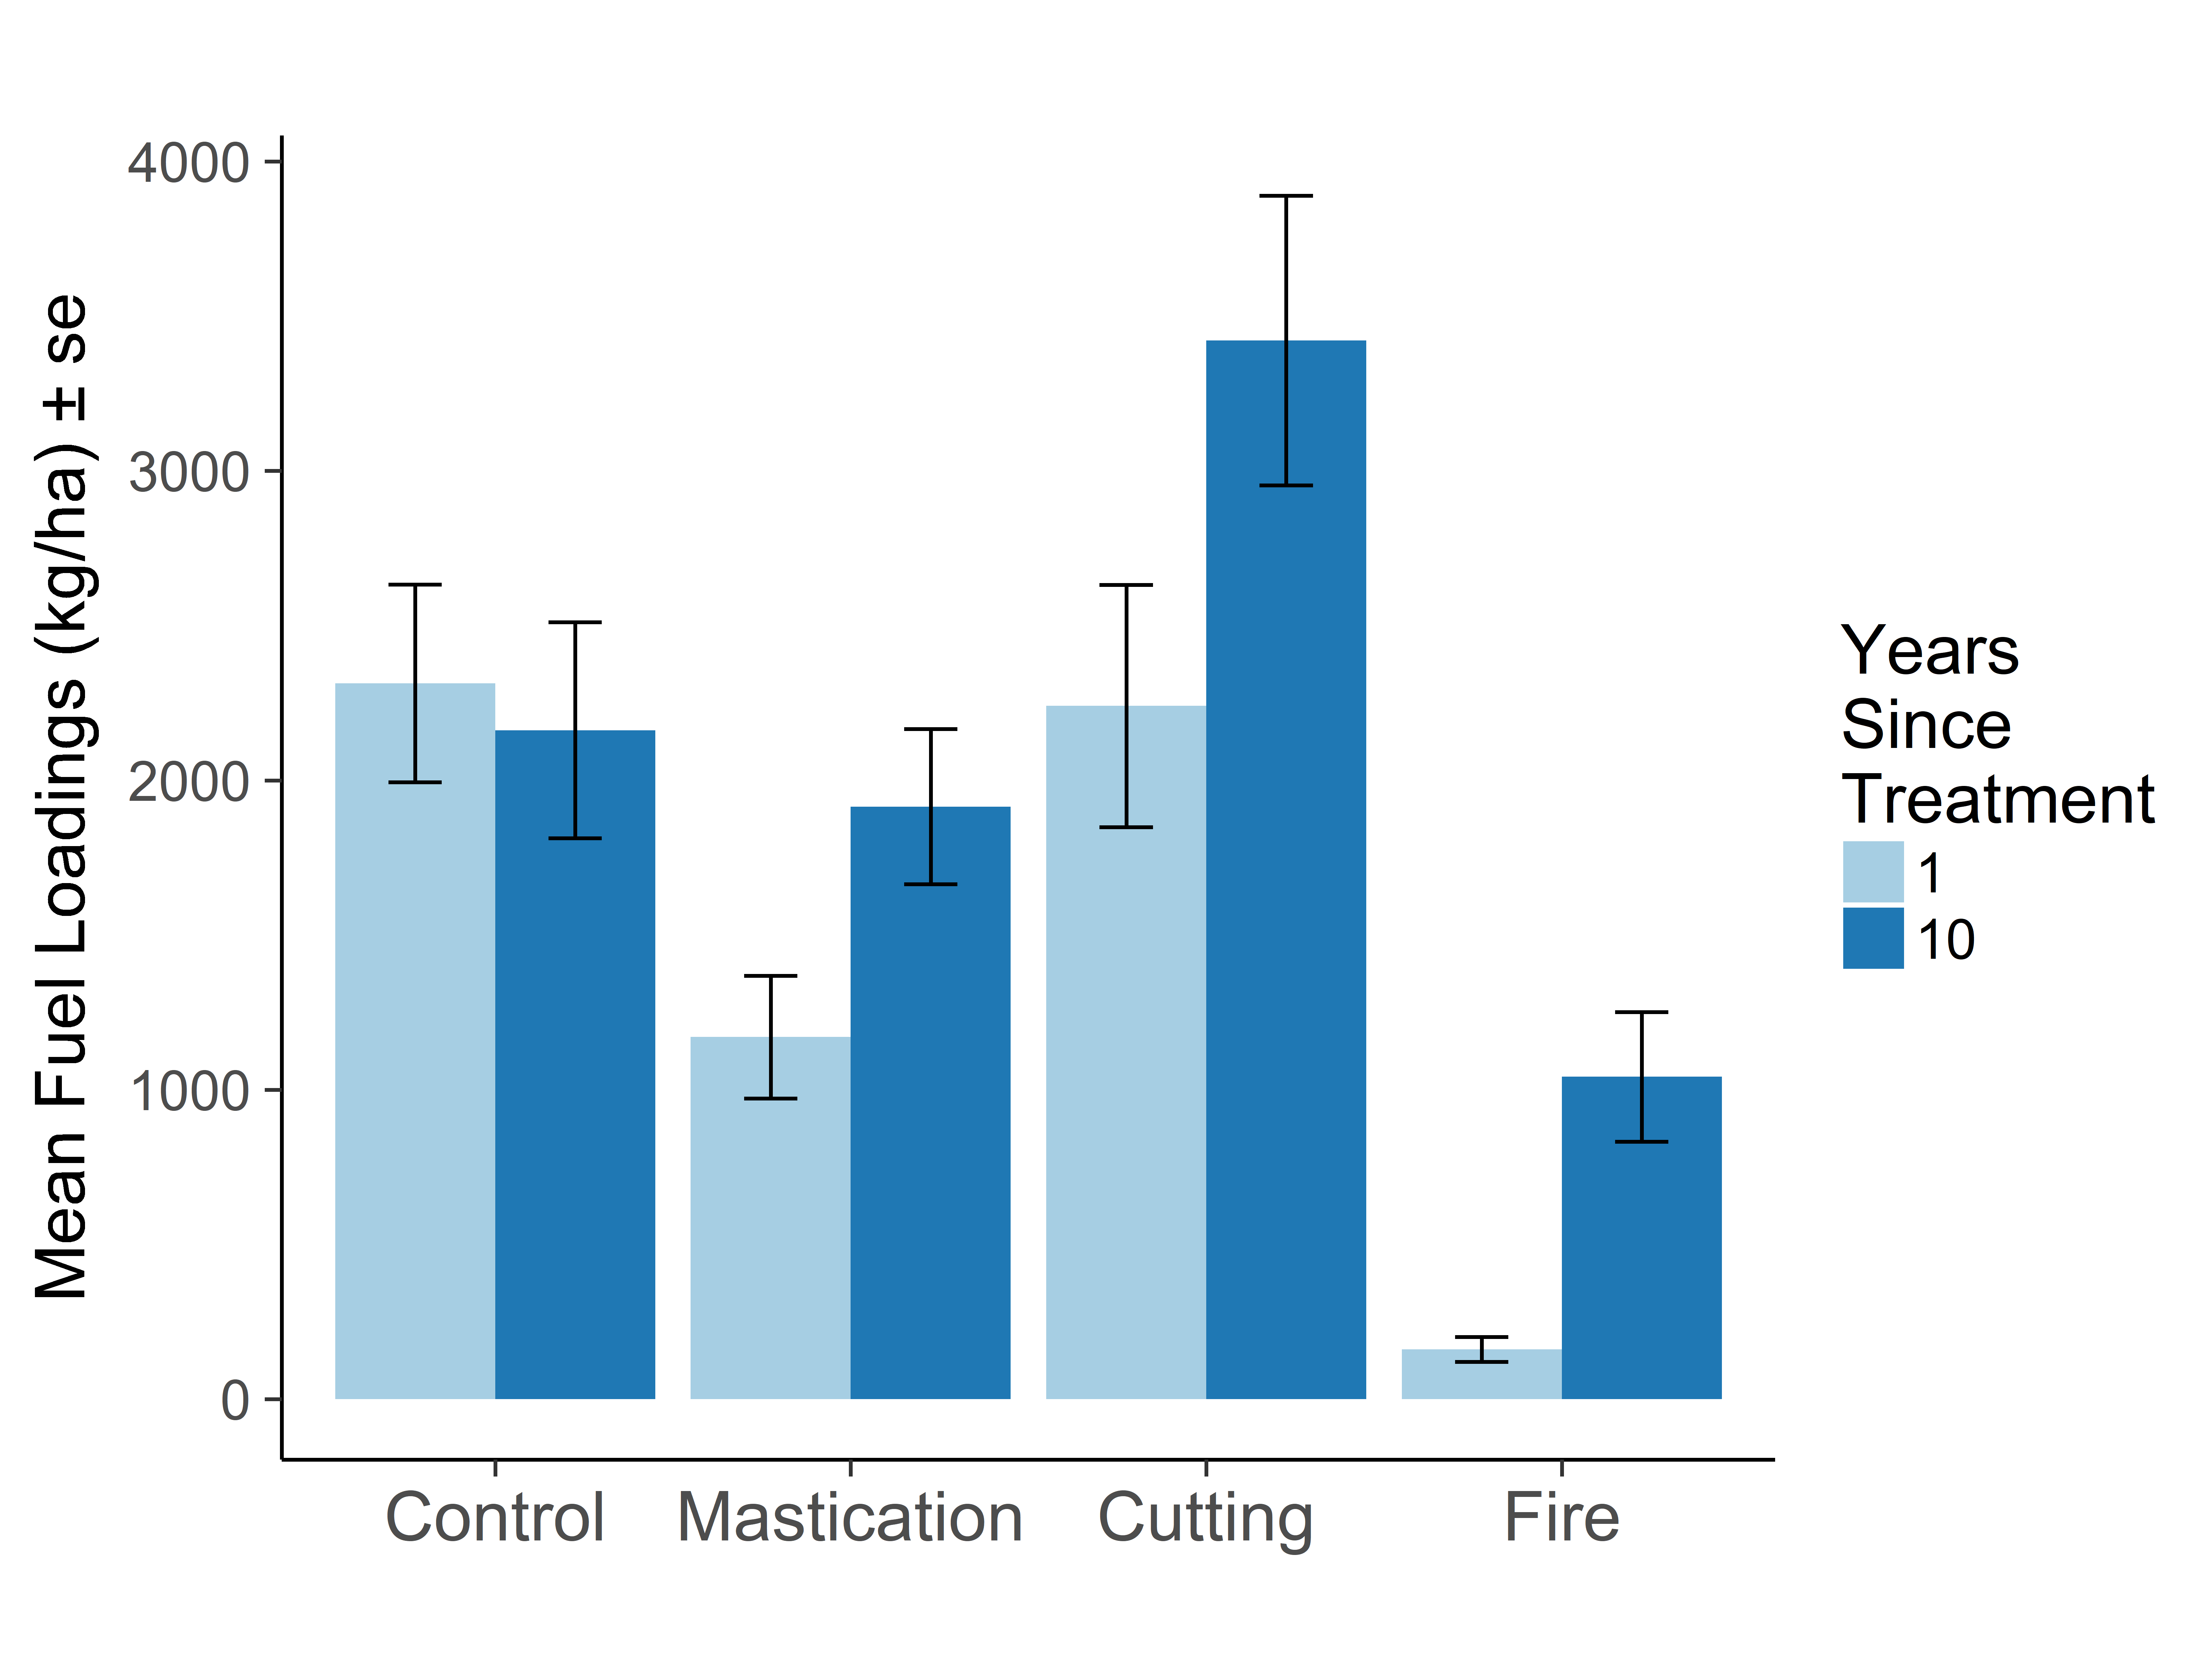 Mean Fuel Loadings (kg/ha) ± se
4000
3000
2000
1000
0
Control
Mastication
Cutting
Fire
Years
Since
Treatment
1
10